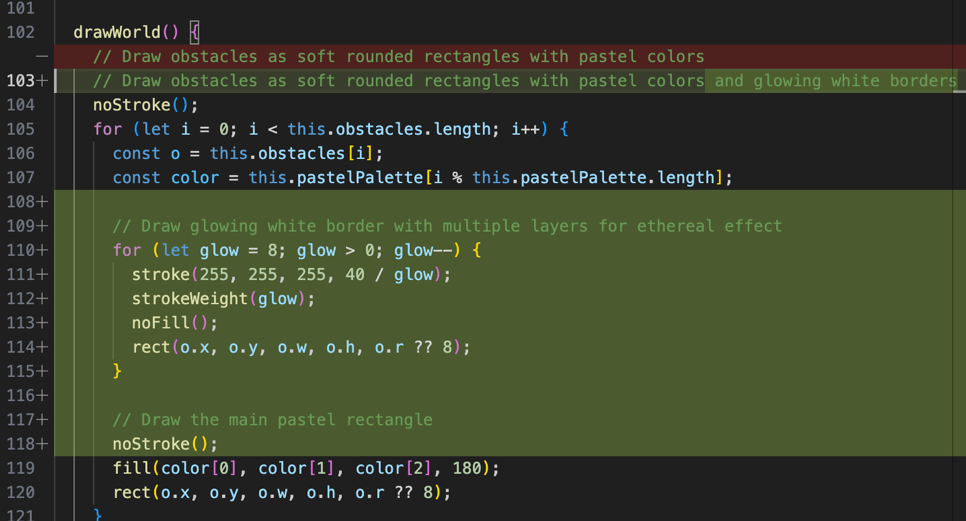 101
102 drawWorld() {
— // Draw obstacles as soft rounded rectangles with pastel colors
103+ // Draw obstacles as soft rounded rectangles with pastel colors and glowing white borders
104 noStroke();
105 for (let i = 0; i < this.obstacles.length; i++) {
106 const o = this.obstacles[i];
107 const color = this.pastelPalette[i % this.pastelPalette.length];
108+
109+ // Draw glowing white border with multiple layers for ethereal effect
110+ for (let glow = 8; glow > 0; glow--) {
111+ stroke(255, 255, 255, 40 / glow);
112+ strokeWeight(glow);
113+ noFill();
114+ rect(o.x, o.y, o.w, o.h, o.r ?? 8);
115+ }
116+
117+ // Draw the main pastel rectangle
118+ noStroke();
119 fill(color[0], color[1], color[2], 180);
120 rect(o.x, o.y, o.w, o.h, o.r ?? 8);
121 }